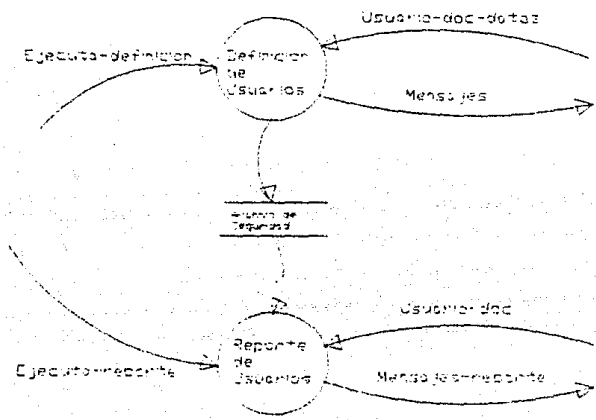 Usuario-doc-datos
Ejecuta-definicion
Definicion
de
Usuarios
Mensajes
Archivo de
Seguridad
Usuario-doc
Reporte
de
Usuarios
Ejecuta-reporte
Mensajes-reporte